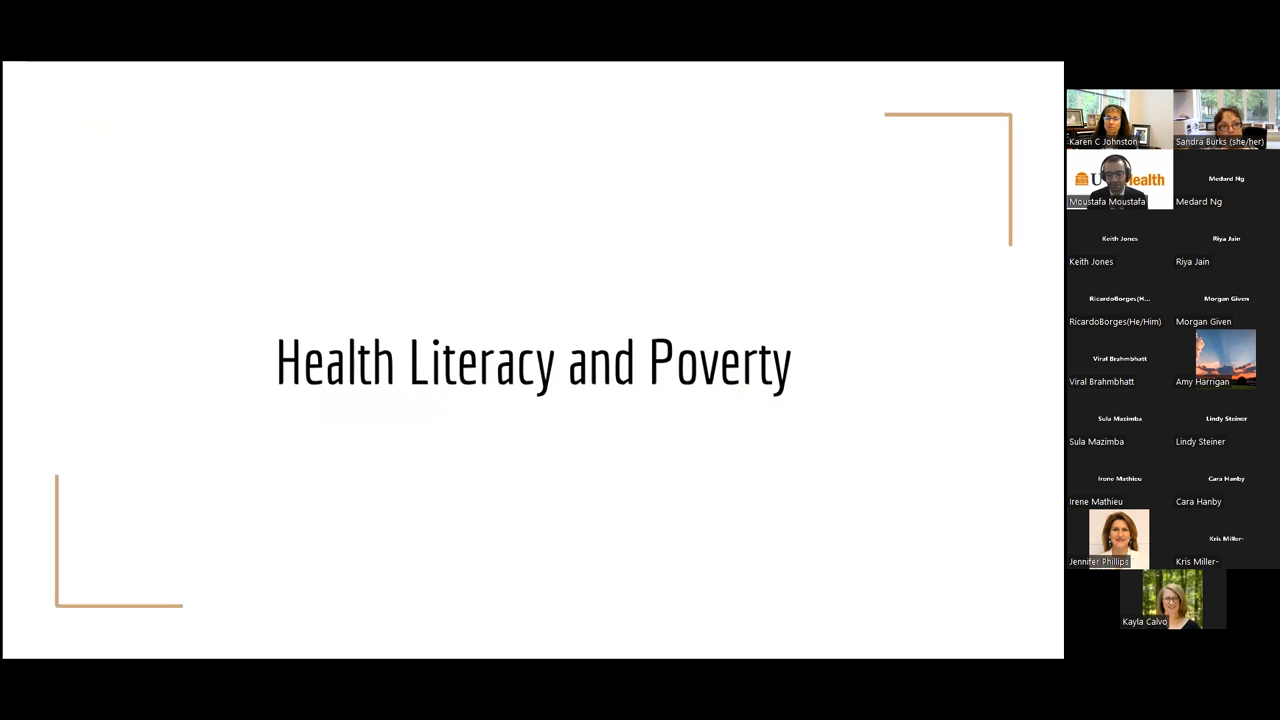 Health Literacy and Poverty
Karen C Johnston
Sandra Burks (she/her)
U
Health
Moustafa Moustafa
Medard Ng
Medard Ng
Keith Jones
Riya Jain
Keith Jones
Riya Jain
RicardoBorges(H...
Morgan Given
RicardoBorges(He/Him)
Morgan Given
Viral Brahmbhatt
Viral Brahmbhatt
Amy Harrigan
Sula Mazimba
Lindy Steiner
Sula Mazimba
Lindy Steiner
Irene Mathieu
Cara Hanby
Irene Mathieu
Cara Hanby
Kris Miller-
Jennifer Phillips
Kris Miller-
Kayla Calvo